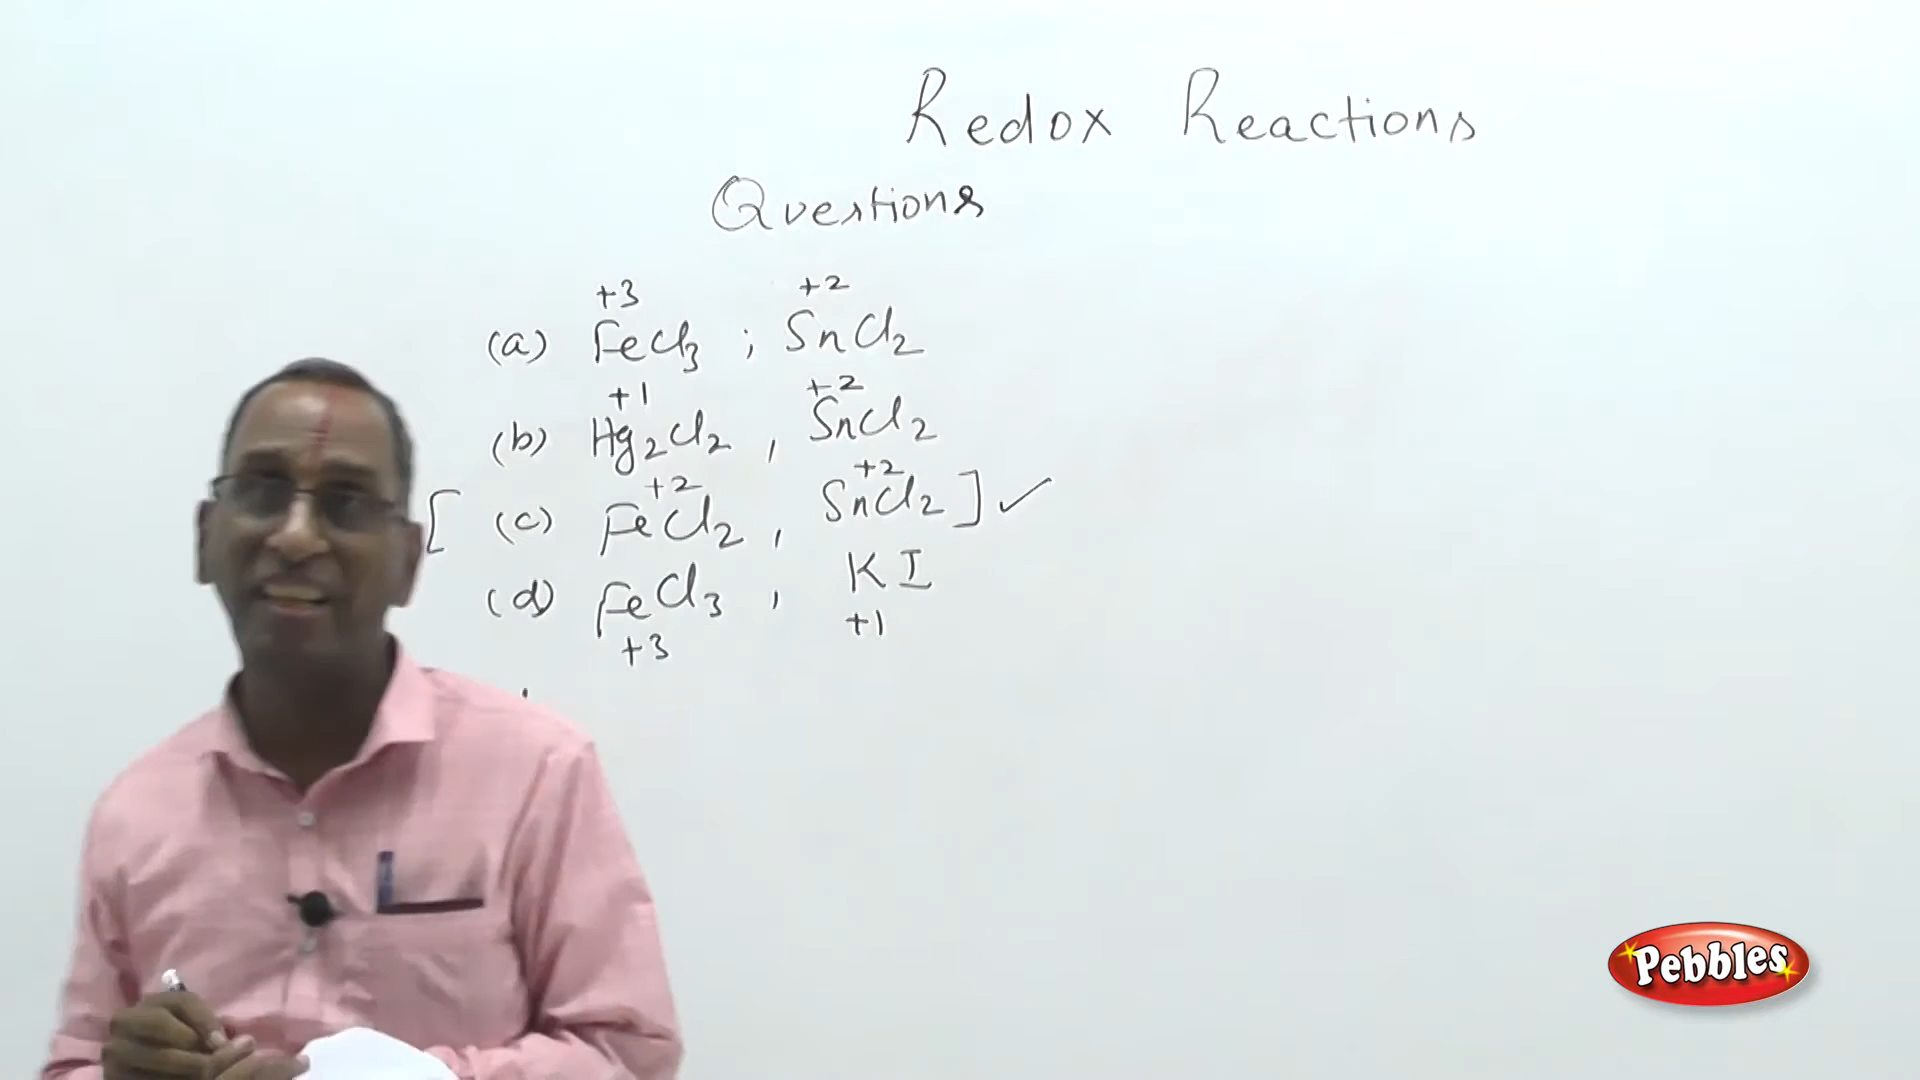 Redox Reactions
Questions
+3 +2
(a) FeCl3 ; SnCl2
+1 +2
(b) Hg2Cl2 , SnCl2
+2 +2
[ (c) FeCl2 , SnCl2 ] ✓
(d) FeCl3 , KI
+3 +1
Pebbles